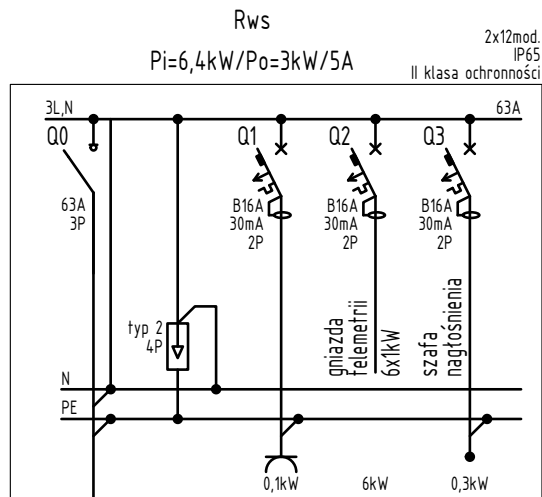 Rws
Pi=6,4kW/Po=3kW/5A
2x12mod.
IP65
II klasa ochronności
3L,N
63A
Q0
Q1
Q2
Q3
63A
3P
B16A
30mA
2P
B16A
30mA
2P
B16A
30mA
2P
typ 2
4P
gniazda
telemetrii
6x1kW
szafa
nagłośnienia
N
PE
0,1kW
6kW
0,3kW